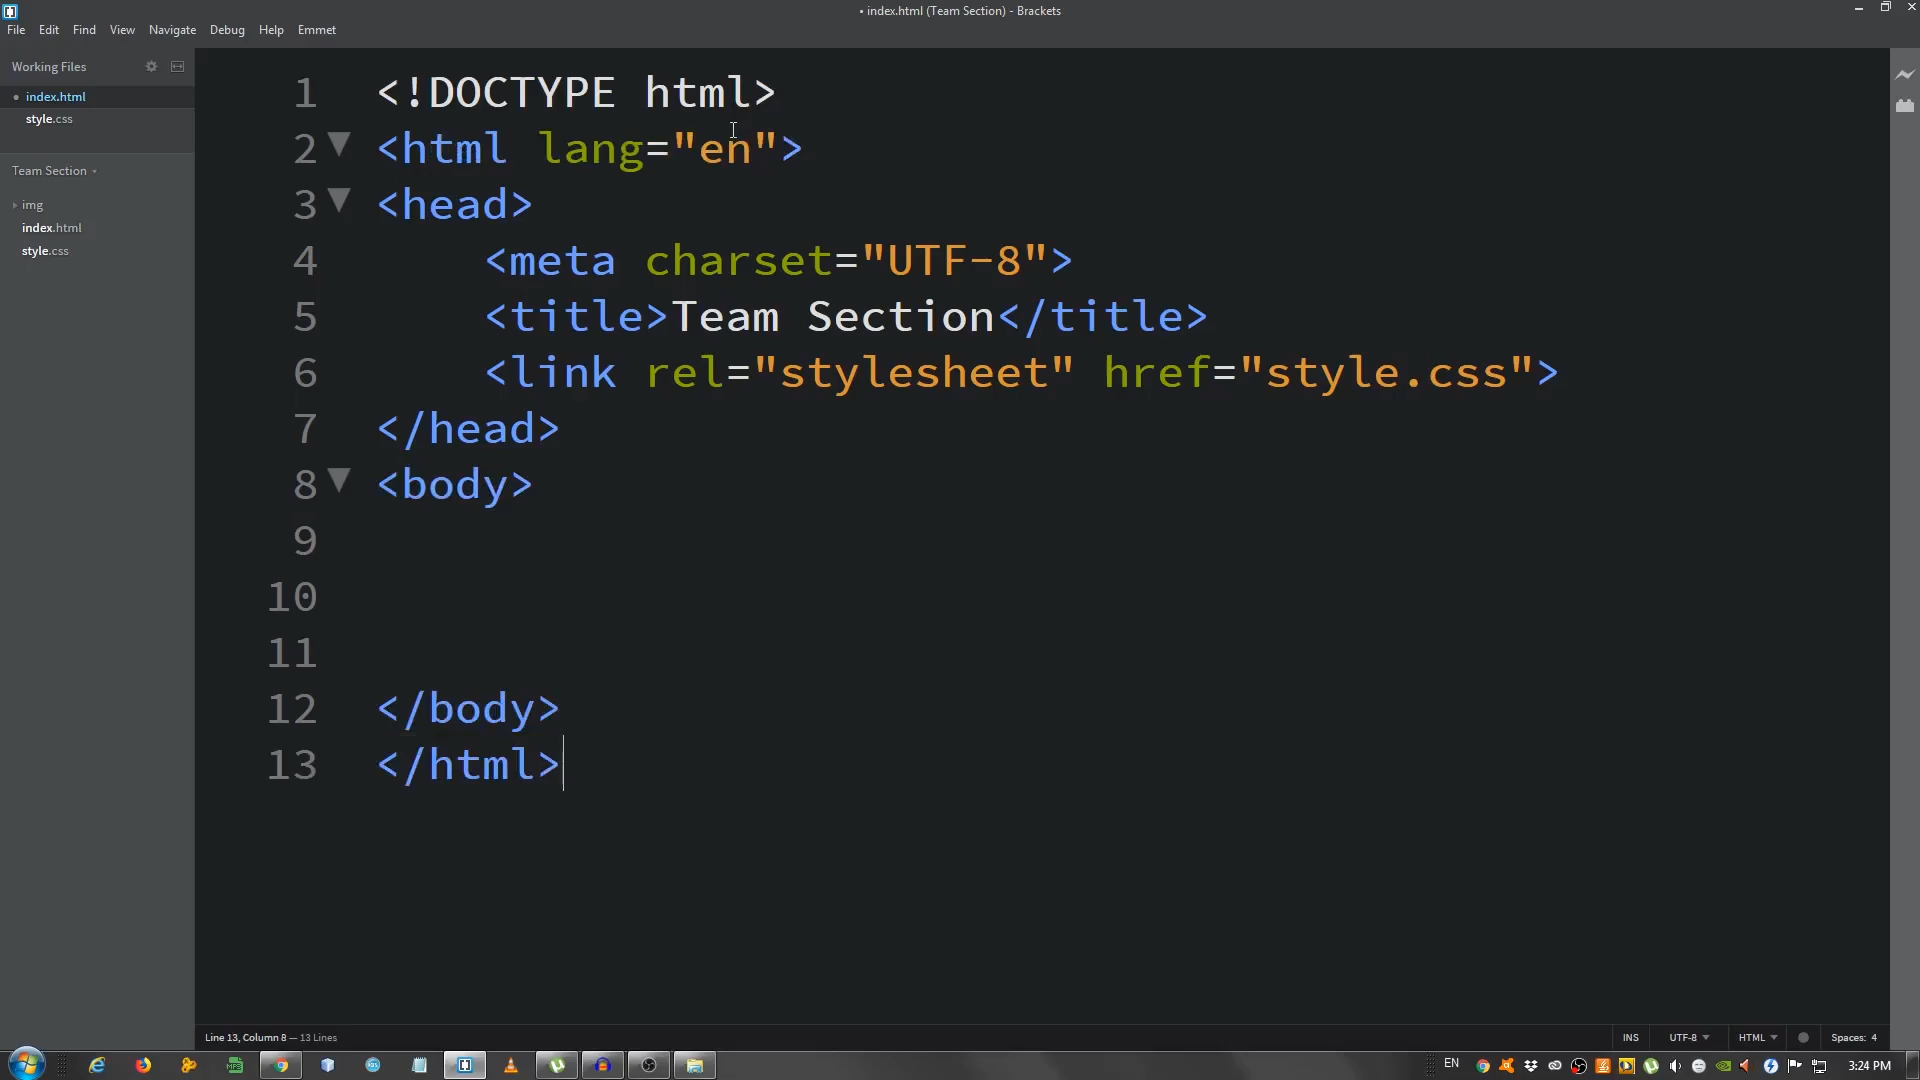 • index.html (Team Section) - Brackets
File Edit Find View Navigate Debug Help Emmet
Working Files
• index.html
style.css
Team Section
img
index.html
style.css
1 <!DOCTYPE html>
2 <html lang="en">
3 <head>
4 <meta charset="UTF-8">
5 <title>Team Section</title>
6 <link rel="stylesheet" href="style.css">
7 </head>
8 <body>
9
10
11
12 </body>
13 </html>
Line 13, Column 8 — 13 Lines
INS UTF-8 HTML Spaces: 4
EN 3:24 PM